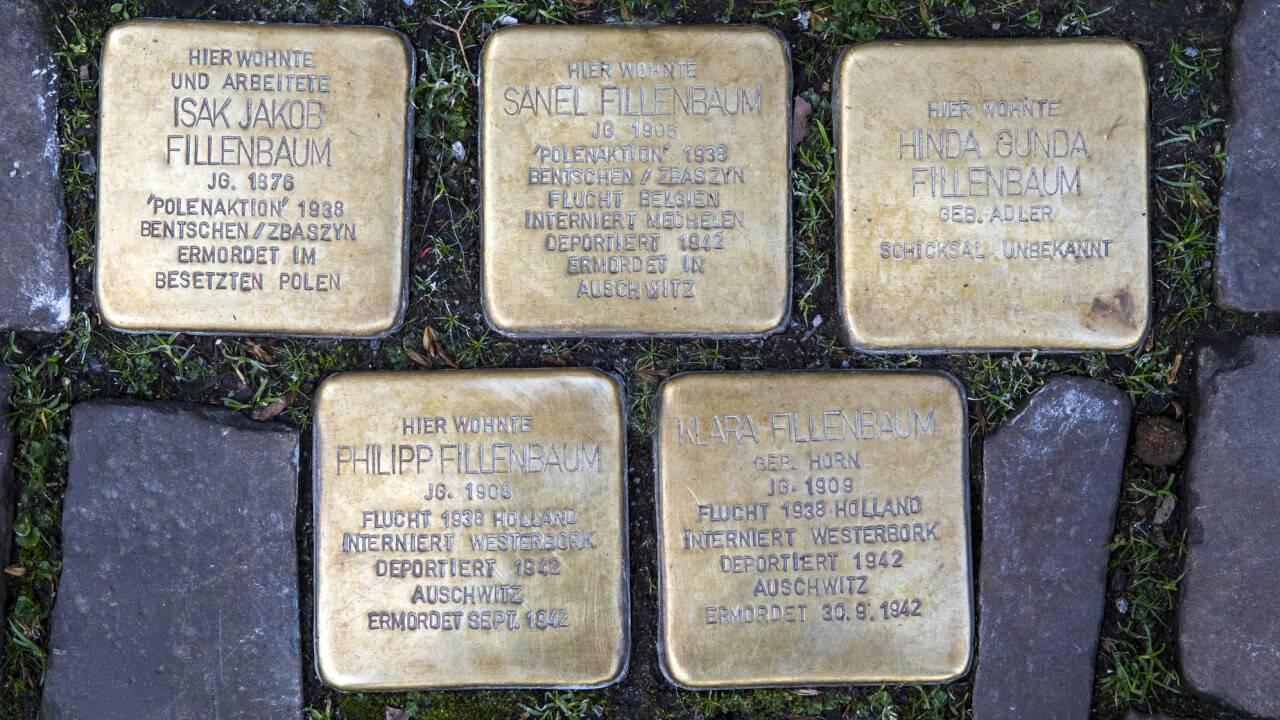 HIER WOHNTE
UND ARBEITETE
ISAK JAKOB
FILLENBAUM
JG. 1876
'POLENAKTION' 1938
BENTSCHEN / ZBASZYN
ERMORDET IM
BESETZTEN POLEN
HIER WOHNTE
SANEL FILLENBAUM
JG. 1906
'POLENAKTION' 1938
BENTSCHEN / ZBASZYN
FLUCHT BELGIEN
INTERNIERT MECHELEN
DEPORTIERT 1942
ERMORDET IN
AUSCHWITZ
HIER WOHNTE
HINDA GUNDA
FILLENBAUM
GEB. ADLER
SCHICKSAL UNBEKANNT
HIER WOHNTE
PHILIPP FILLENBAUM
JG. 1908
FLUCHT 1938 HOLLAND
INTERNIERT WESTERBORK
DEPORTIERT 1942
AUSCHWITZ
ERMORDET SEPT. 1942
KLARA FILLENBAUM
GEB. HORN
JG. 1909
FLUCHT 1938 HOLLAND
INTERNIERT WESTERBORK
DEPORTIERT 1942
AUSCHWITZ
ERMORDET 30.9.1942